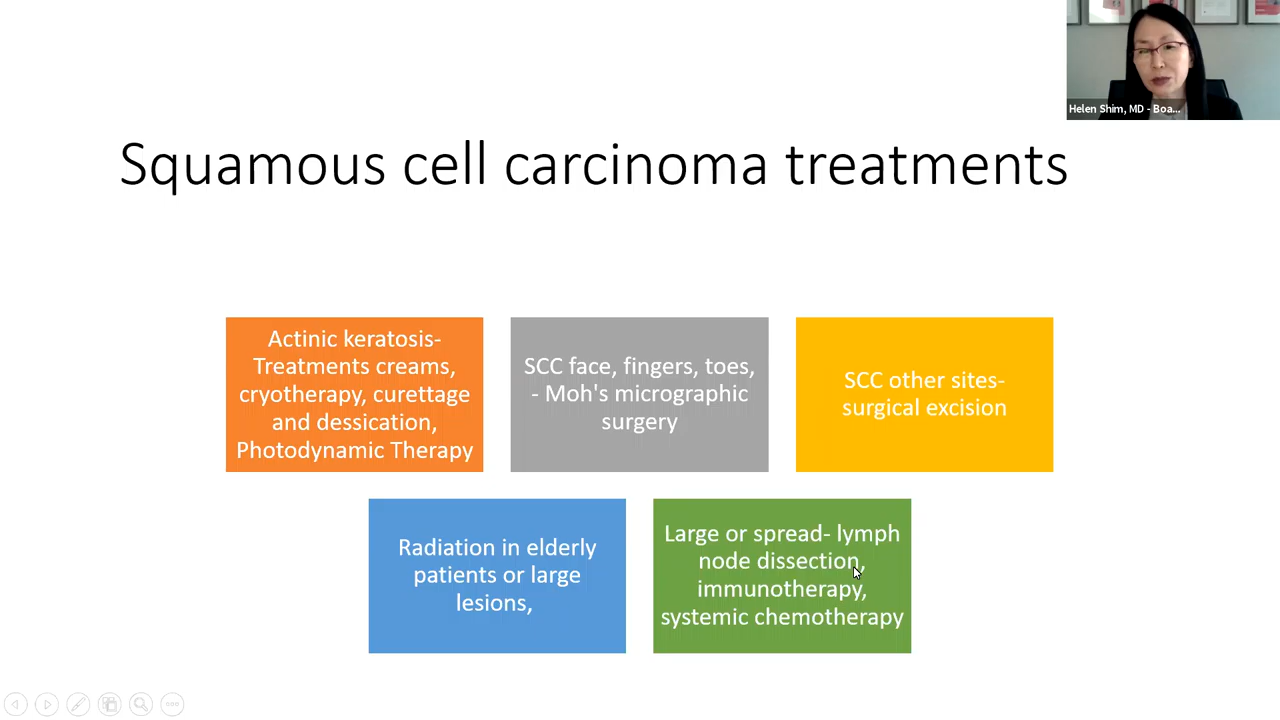 Helen Shim, MD - Boa...
Squamous cell carcinoma treatments
Actinic keratosis-
Treatments creams,
cryotherapy, curettage
and dessication,
Photodynamic Therapy
SCC face, fingers, toes,
- Moh's micrographic
surgery
SCC other sites-
surgical excision
Radiation in elderly
patients or large
lesions,
Large or spread- lymph
node dissection,
immunotherapy,
systemic chemotherapy